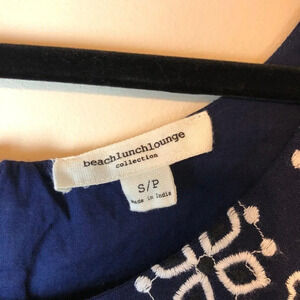 beachlunchlounge
collection
S/P
Made in India